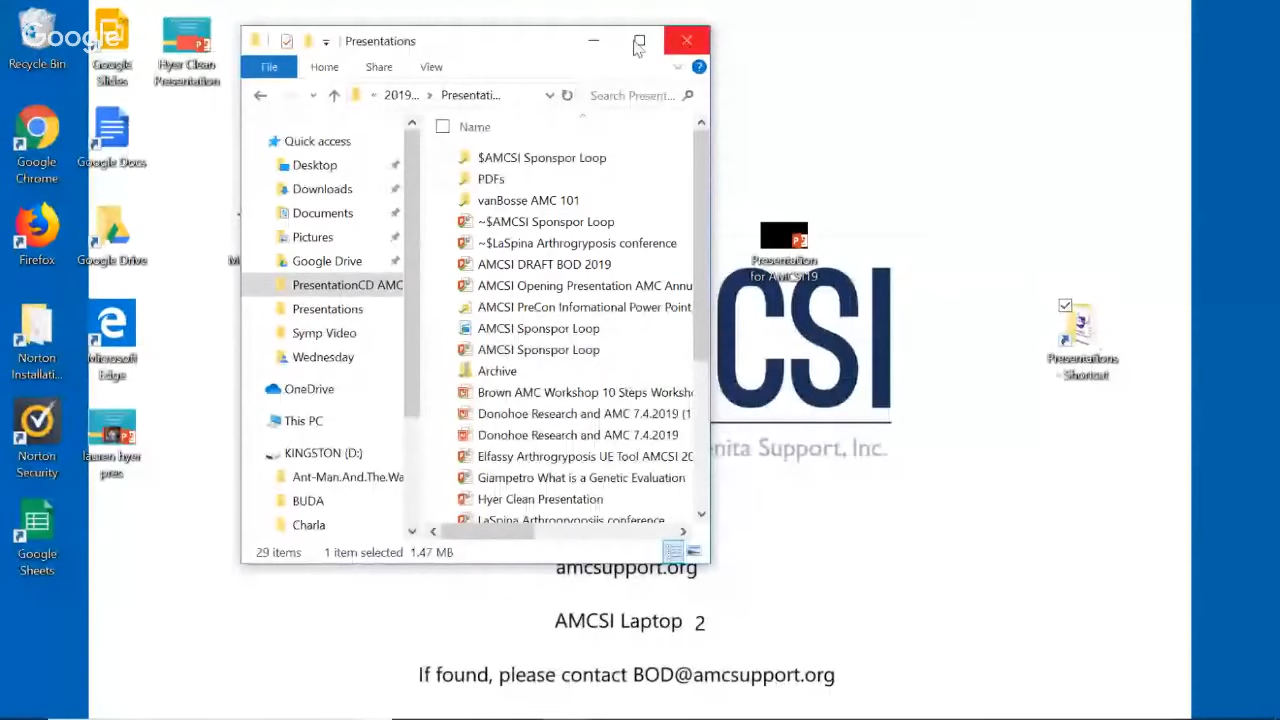 Google
Recycle Bin
Google
Slides
Hyer Clean
Presentation
Google
Chrome
Google Docs
Firefox
Google Drive
Norton
Installati...
Microsoft
Edge
Norton
Security
lauren hyer
pres
Google
Sheets
Presentations
File
Home
Share
View
2019...
Presentati...
Search Present...
Quick access
Desktop
Downloads
Documents
Pictures
Google Drive
PresentationCD AMC
Presentations
Symp Video
Wednesday
OneDrive
This PC
KINGSTON (D:)
Ant-Man.And.The.Wa
BUDA
Charla
Name
$AMCSI Sponspor Loop
PDFs
vanBosse AMC 101
~$AMCSI Sponspor Loop
~$LaSpina Arthrogryposis conference
AMCSI DRAFT BOD 2019
AMCSI Opening Presentation AMC Annu
AMCSI PreCon Infomational Power Point
AMCSI Sponspor Loop
AMCSI Sponspor Loop
Archive
Brown AMC Workshop 10 Steps Worksho
Donohoe Research and AMC 7.4.2019 (1
Donohoe Research and AMC 7.4.2019
Elfassy Arthrogryposis UE Tool AMCSI 20
Giampetro What is a Genetic Evaluation
Hyer Clean Presentation
LaSpina Arthrogryposiis conference
29 items
1 item selected
1.47 MB
Presentation
for AMCSI19
Presentations
- Shortcut
CSI
enita Support, Inc.
amcsupport.org
AMCSI Laptop 2
If found, please contact BOD@amcsupport.org